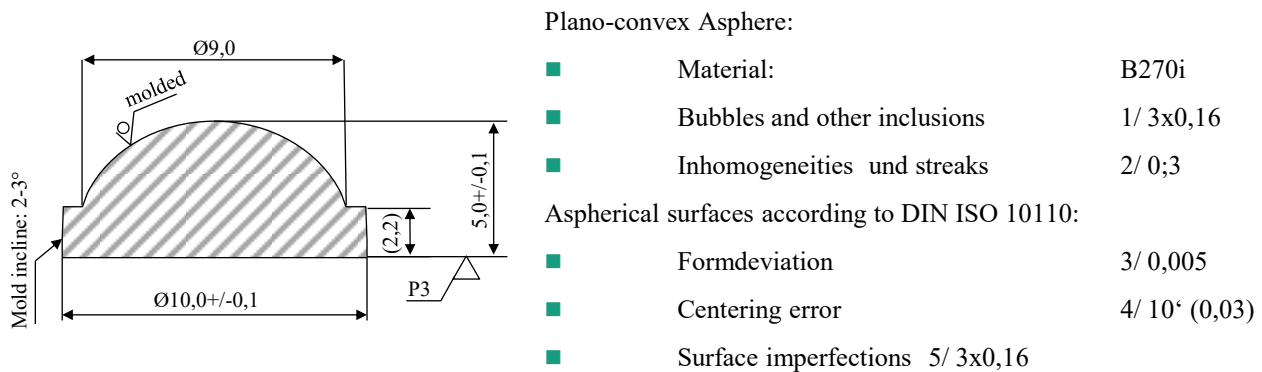 Ø9,0
molded
5,0+/-0,1
(2,2)
Mold incline: 2-3°
Ø10,0+/-0,1
P3
Plano-convex Asphere:
Material: B270i
Bubbles and other inclusions 1/ 3x0,16
Inhomogeneities und streaks 2/ 0;3
Aspherical surfaces according to DIN ISO 10110:
Formdeviation 3/ 0,005
Centering error 4/ 10‘ (0,03)
Surface imperfections 5/ 3x0,16